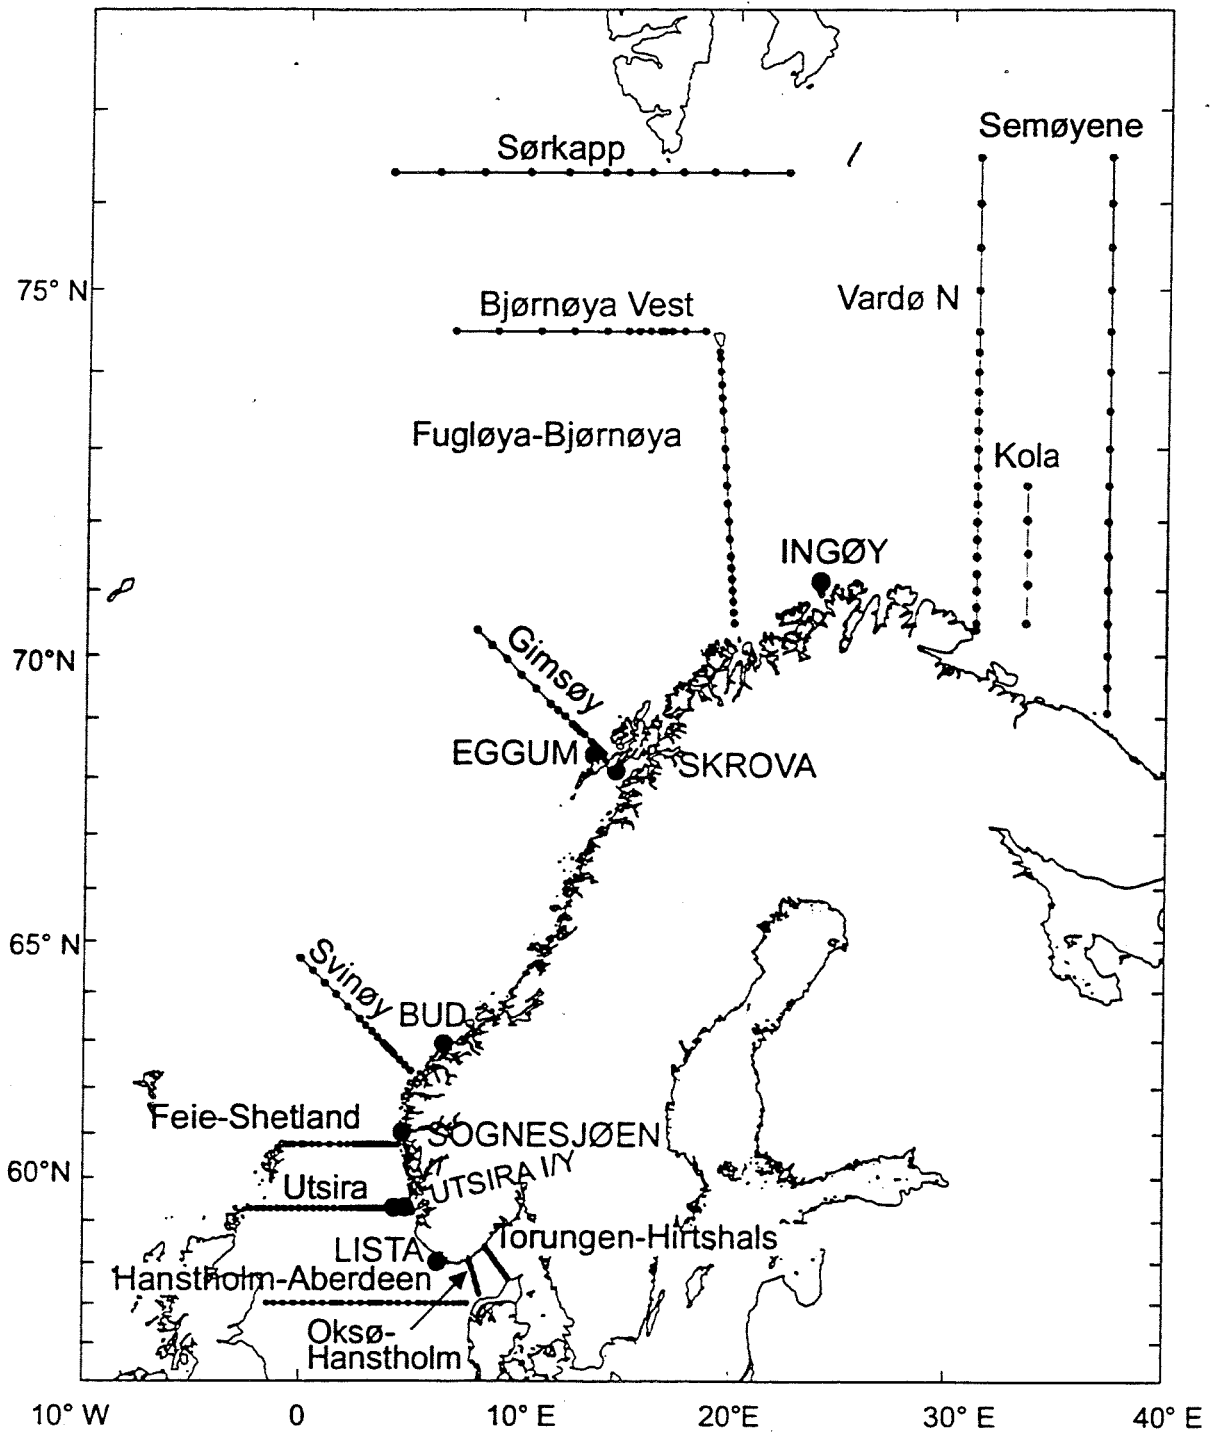 Semøyene
Sørkapp
75° N
Vardø N
Bjørnøya Vest
Fugløya-Bjørnøya
Kola
INGØY
70°N
Gimsøy
EGGUM
SKROVA
65° N
Svinøy
BUD
Feie-Shetland
SOGNESJØEN
60°N
UTSIRA I/Y
Utsira
Torungen-Hirtshals
LISTA
Hanstholm-Aberdeen
Oksø-
Hanstholm
10° W
0
10° E
20°E
30° E
40° E